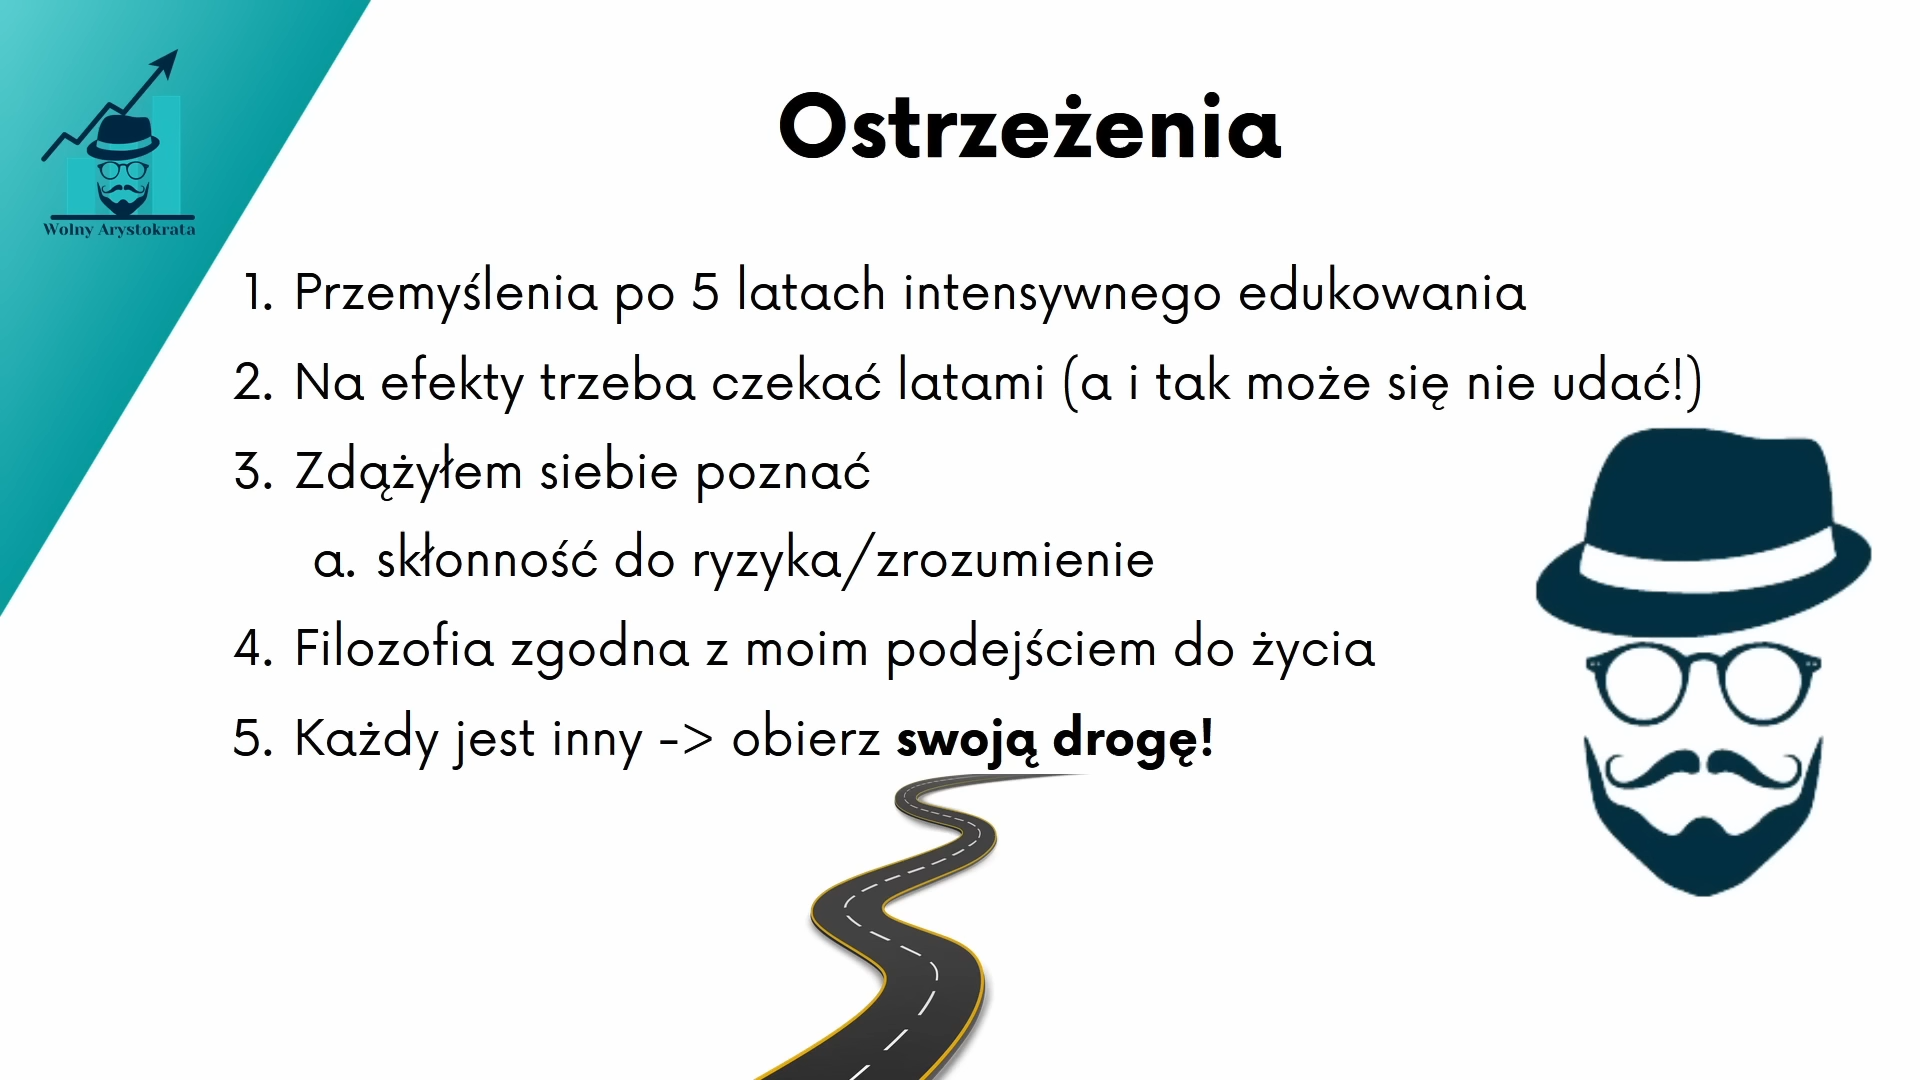 Wolny Arystokrata
Ostrzeżenia
1. Przemyślenia po 5 latach intensywnego edukowania
2. Na efekty trzeba czekać latami (a i tak może się nie udać!)
3. Zdążyłem siebie poznać
a. skłonność do ryzyka/zrozumienie
4. Filozofia zgodna z moim podejściem do życia
5. Każdy jest inny -> obierz swoją drogę!